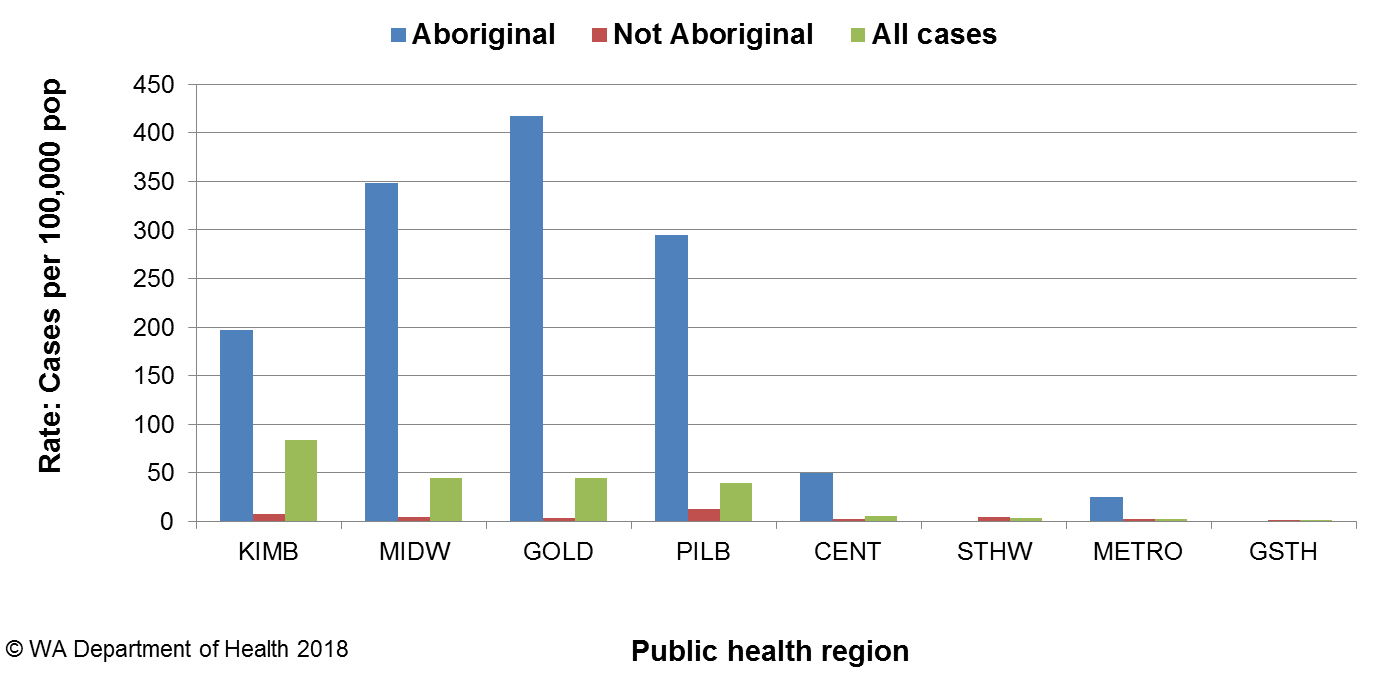 Aboriginal Not Aboriginal All cases
Rate: Cases per 100,000 pop
450
400
350
300
250
200
150
100
50
0
KIMB MIDW GOLD PILB CENT STHW METRO GSTH
© WA Department of Health 2018
Public health region